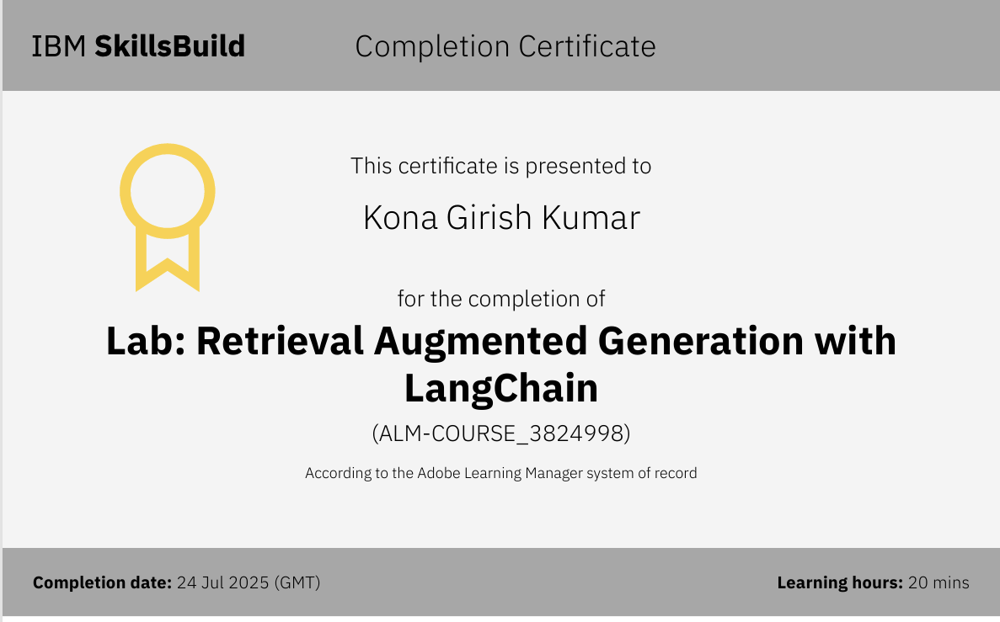 IBM SkillsBuild
Completion Certificate
This certificate is presented to
Kona Girish Kumar
for the completion of
Lab: Retrieval Augmented Generation with
LangChain
(ALM-COURSE_3824998)
According to the Adobe Learning Manager system of record
Completion date: 24 Jul 2025 (GMT)
Learning hours: 20 mins